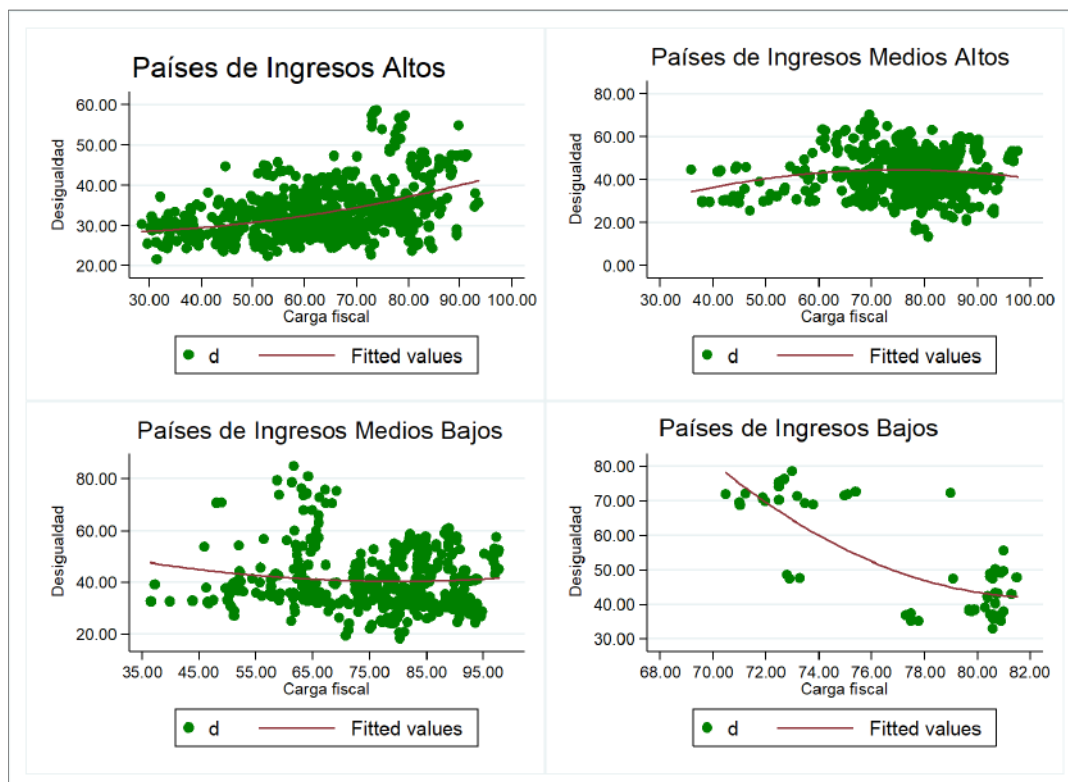 Países de Ingresos Altos
60.00
50.00
40.00
30.00
20.00
Desigualdad
30.00 40.00 50.00 60.00 70.00 80.00 90.00 100.00
Carga fiscal
d Fitted values
Países de Ingresos Medios Altos
80.00
60.00
40.00
20.00
0.00
Desigualdad
30.00 40.00 50.00 60.00 70.00 80.00 90.00 100.00
Carga fiscal
d Fitted values
Países de Ingresos Medios Bajos
80.00
60.00
40.00
20.00
Desigualdad
35.00 45.00 55.00 65.00 75.00 85.00 95.00
Carga fiscal
d Fitted values
Países de Ingresos Bajos
80.00
70.00
60.00
50.00
40.00
30.00
Desigualdad
68.00 70.00 72.00 74.00 76.00 78.00 80.00 82.00
Carga fiscal
d Fitted values